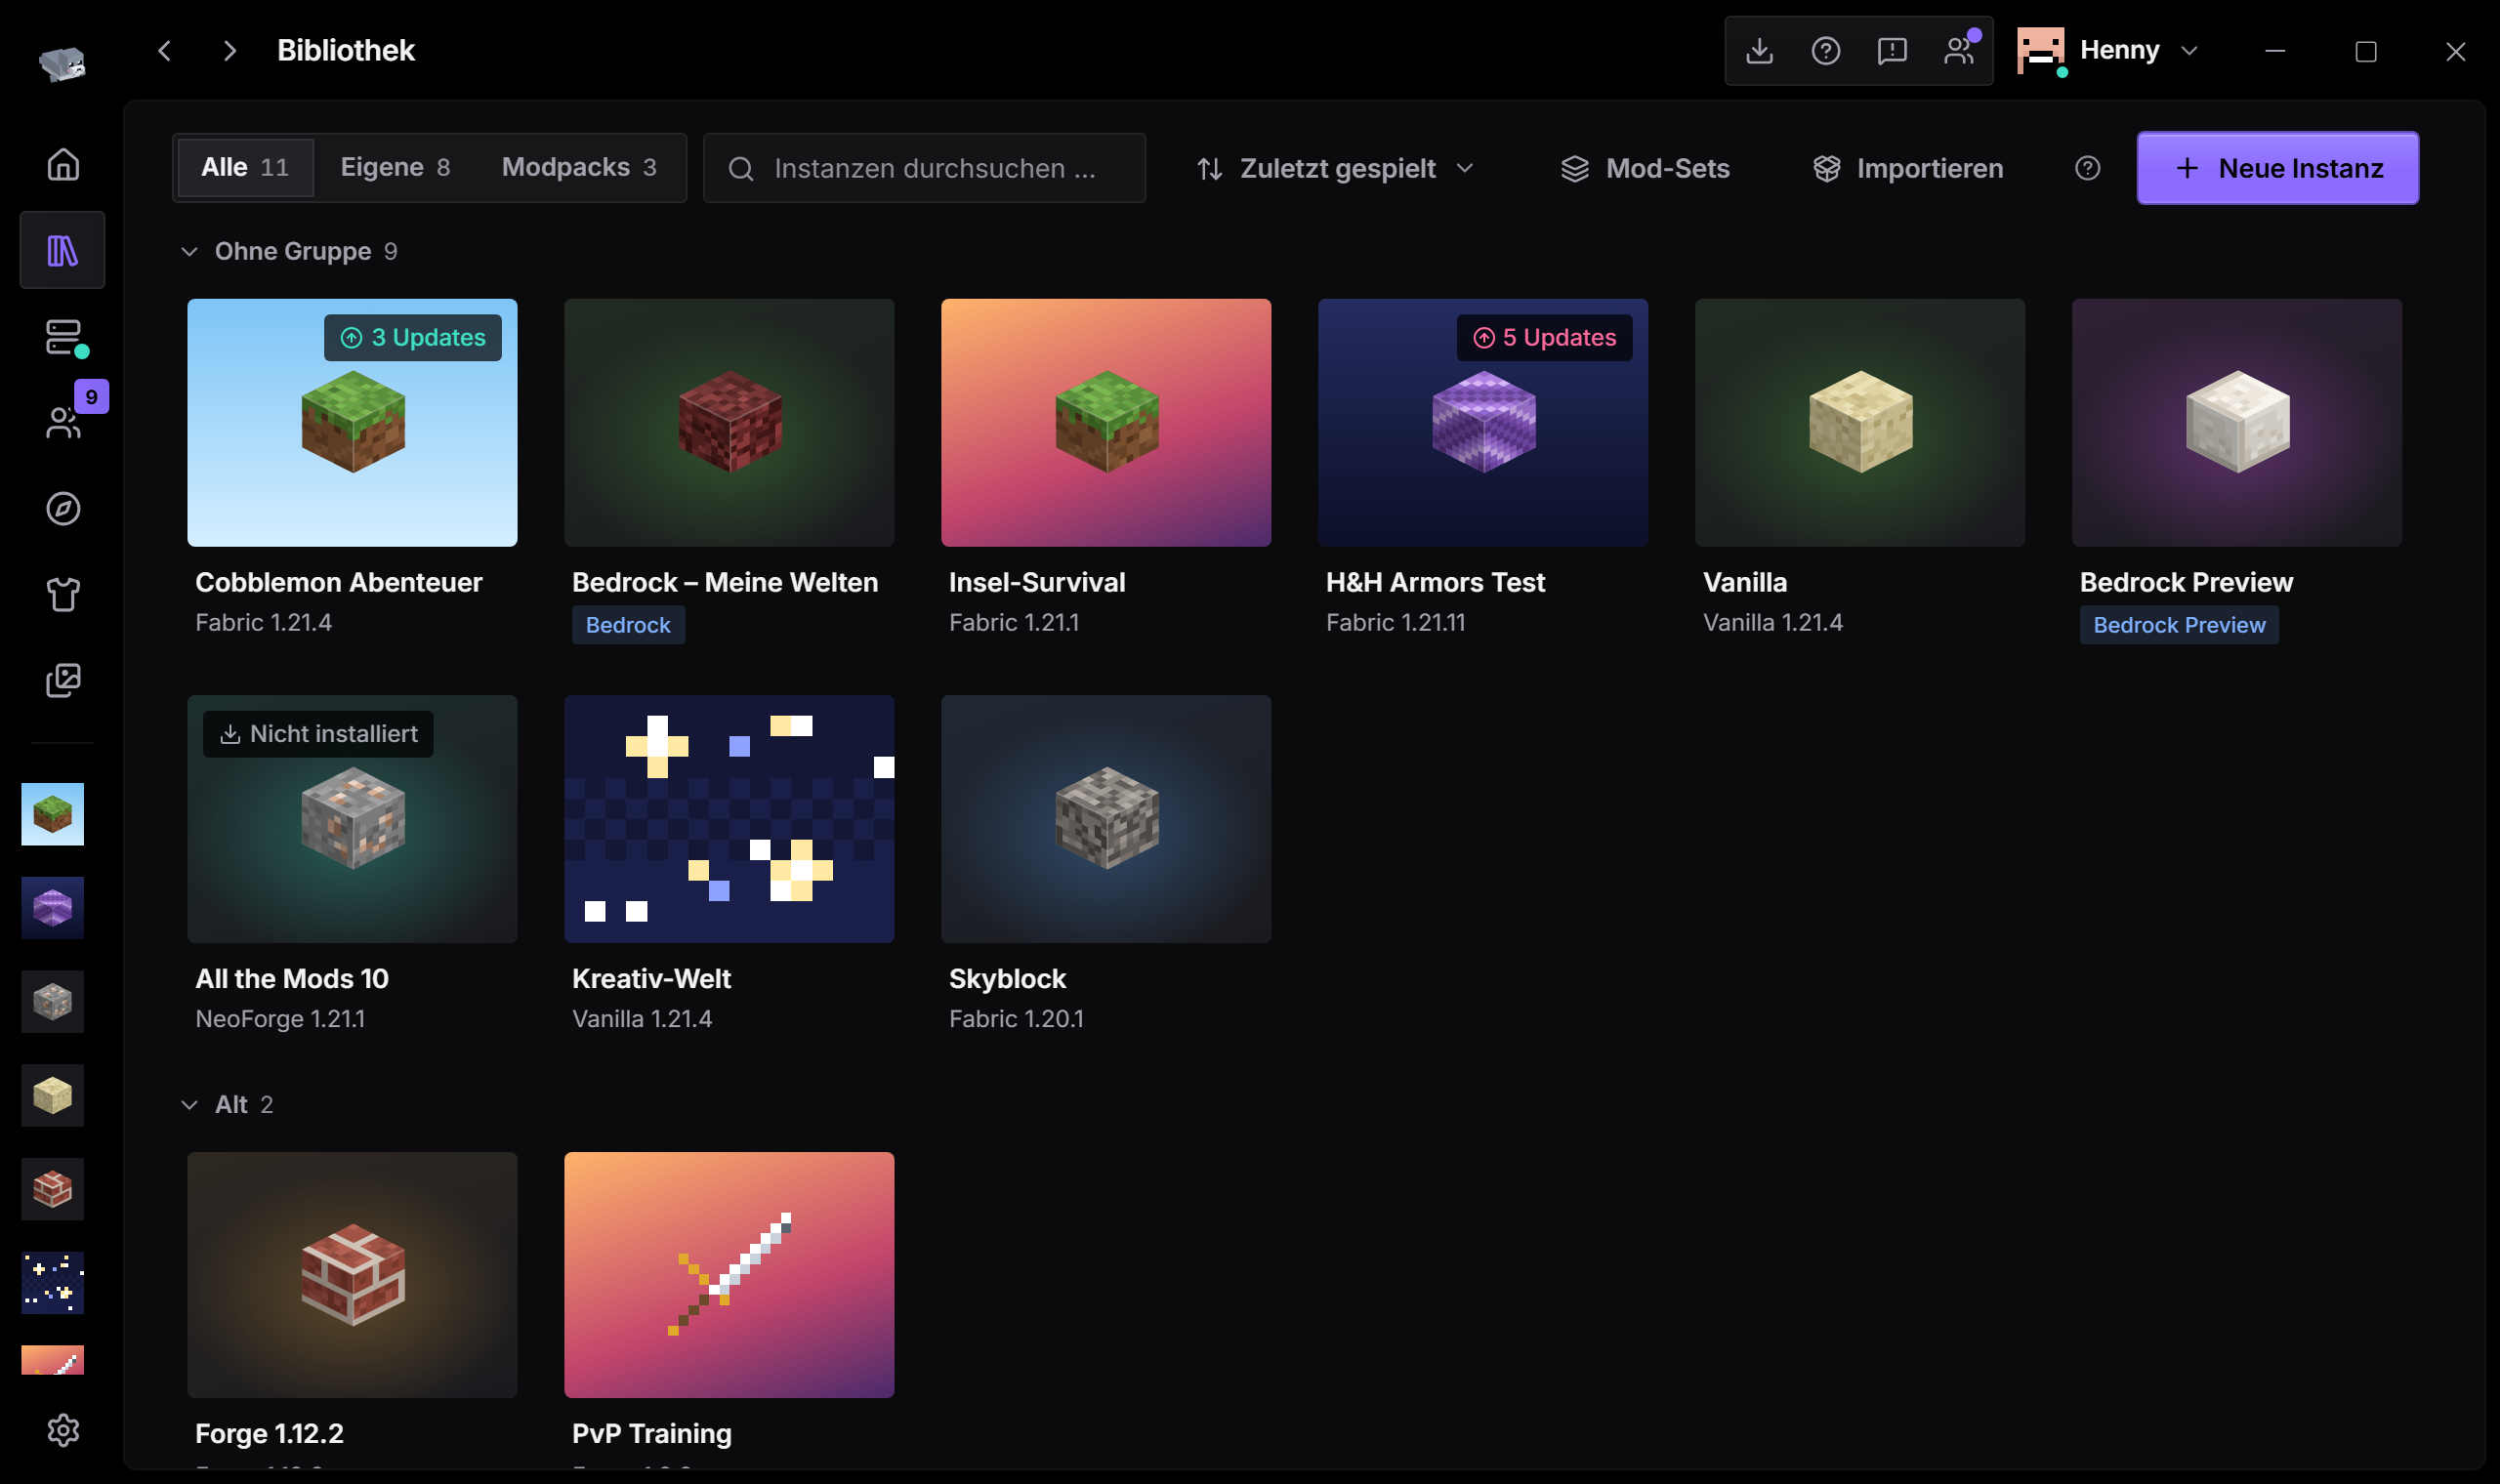 Bibliothek
Henny
Alle 11 Eigene 8 Modpacks 3
Instanzen durchsuchen ...
Zuletzt gespielt
Mod-Sets
Importieren
Neue Instanz
9
Ohne Gruppe 9
3 Updates
5 Updates
Cobblemon Abenteuer
Fabric 1.21.4
Bedrock – Meine Welten
Bedrock
Insel-Survival
Fabric 1.21.1
H&H Armors Test
Fabric 1.21.11
Vanilla
Vanilla 1.21.4
Bedrock Preview
Bedrock Preview
Nicht installiert
All the Mods 10
NeoForge 1.21.1
Kreativ-Welt
Vanilla 1.21.4
Skyblock
Fabric 1.20.1
Alt 2
Forge 1.12.2
PvP Training